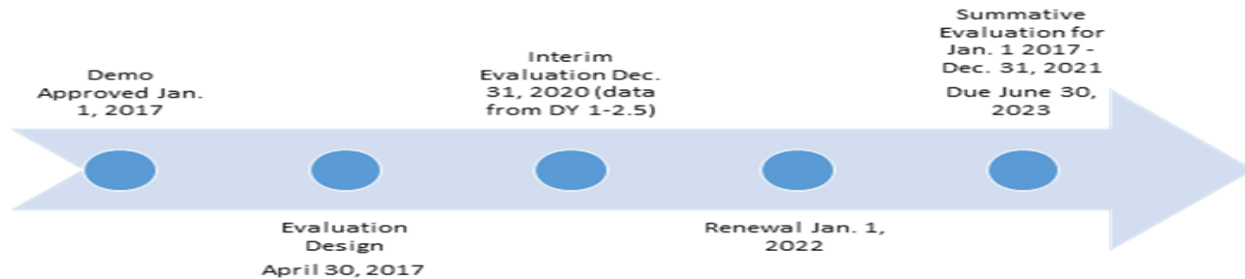 Demo
Approved Jan.
1, 2017
Evaluation
Design
April 30, 2017
Interim
Evaluation Dec.
31, 2020 (data
from DY 1-2.5)
Renewal Jan. 1,
2022
Summative
Evaluation for
Jan. 1 2017 -
Dec. 31, 2021
Due June 30,
2023